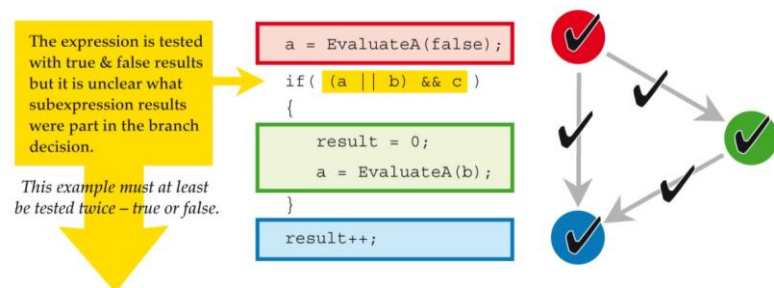 The expression is tested
with true & false results
but it is unclear what
subexpression results
were part in the branch
decision.
This example must at least
be tested twice – true or false.
a = EvaluateA(false);
if( (a || b) && c )
{
result = 0;
a = EvaluateA(b);
}
result++;